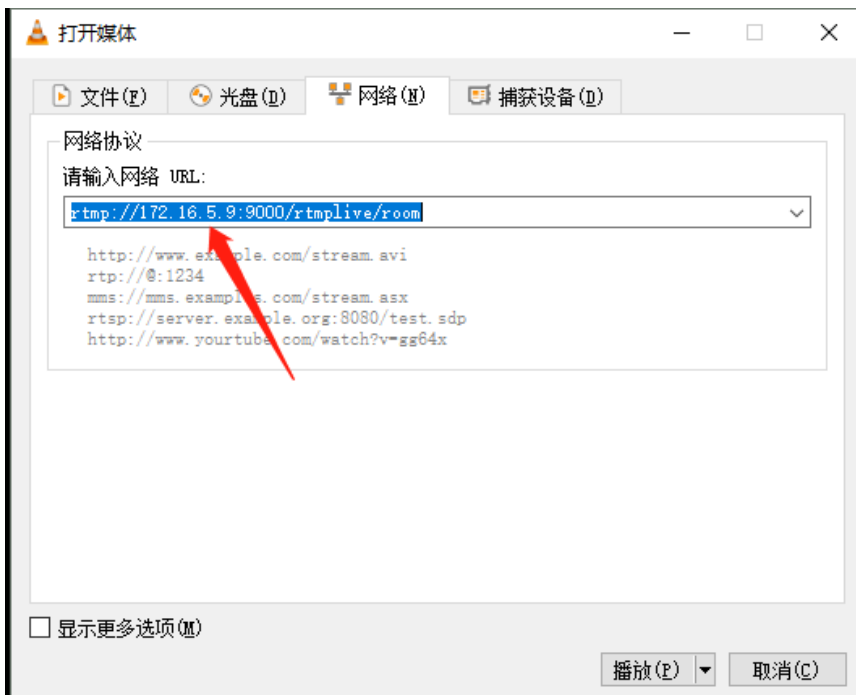 打开媒体
文件(F) 光盘(D) 网络(N) 捕获设备(D)
网络协议
请输入网络 URL:
rtmp://172.16.5.9:9000/rtmplive/room
http://www.example.com/stream.avi
rtp://@:1234
mms://mms.examples.com/stream.asx
rtsp://server.example.org:8080/test.sdp
http://www.yourtube.com/watch?v=gg64x
显示更多选项(M)
播放(P) 取消(C)